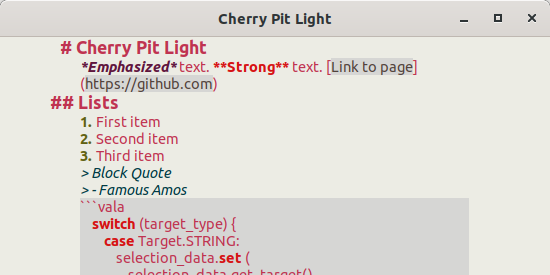 Cherry Pit Light
# Cherry Pit Light
*Emphasized* text. **Strong** text. [Link to page]
(https://github.com)
## Lists
1. First item
2. Second item
3. Third item
> Block Quote
> - Famous Amos
```vala
switch (target_type) {
case Target.STRING:
selection_data.set (
selection_data.get_target()